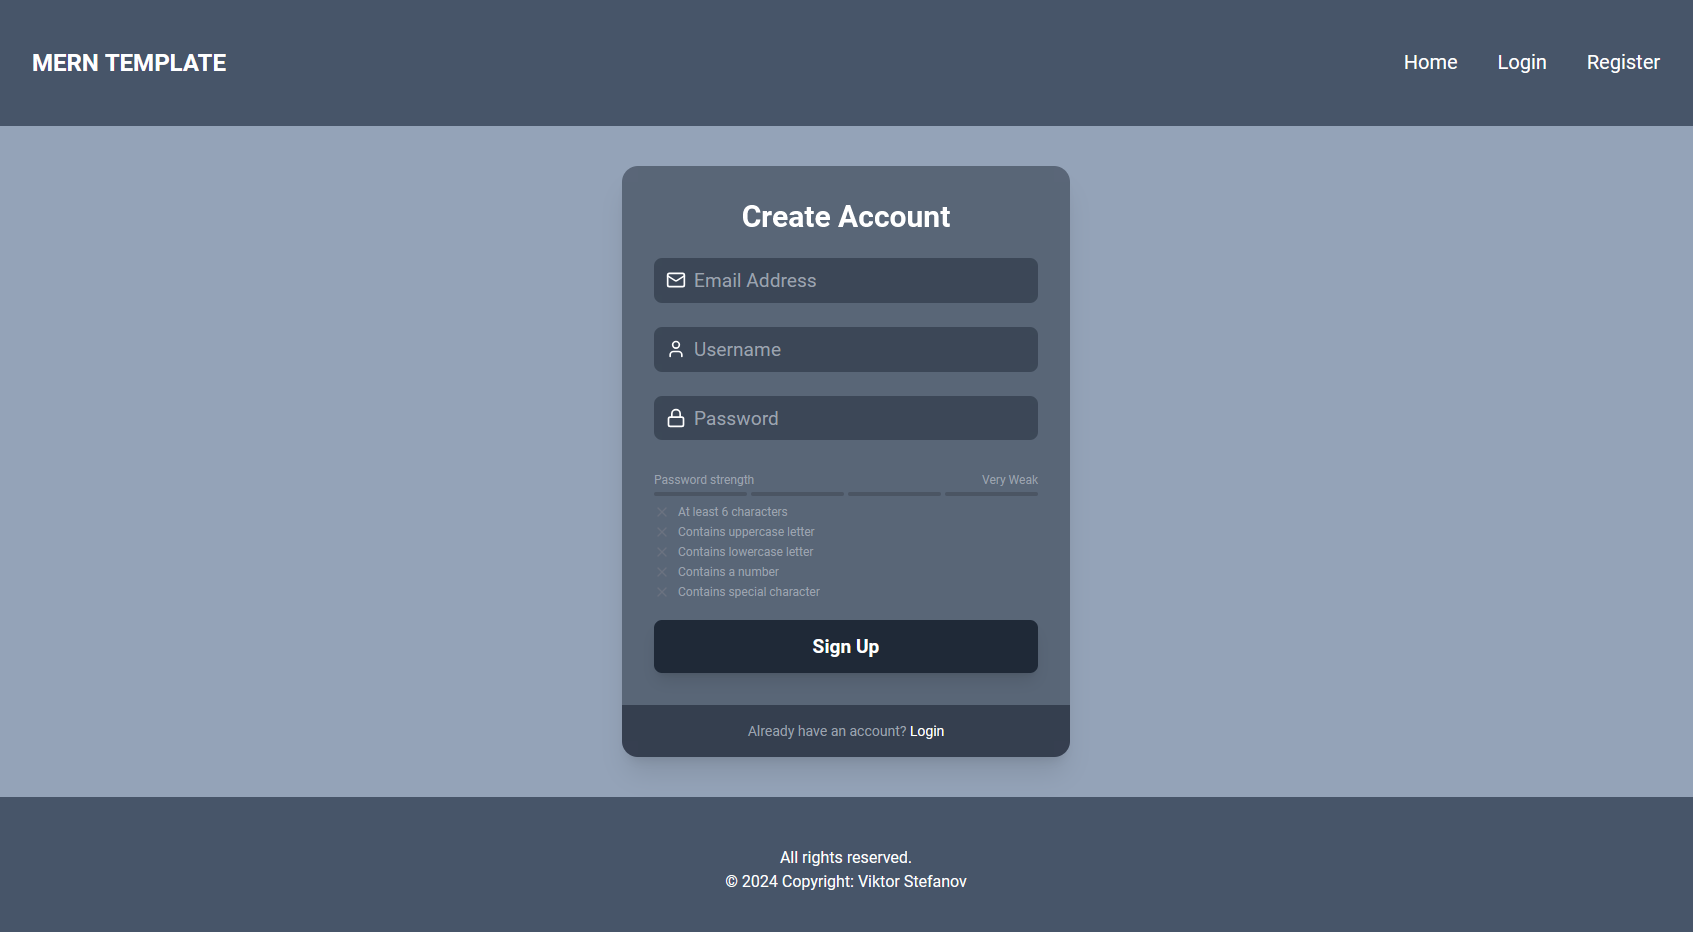 MERN TEMPLATE
Home Login Register
Create Account
Email Address
Username
Password
Password strength Very Weak
At least 6 characters
Contains uppercase letter
Contains lowercase letter
Contains a number
Contains special character
Sign Up
Already have an account? Login
All rights reserved.
© 2024 Copyright: Viktor Stefanov